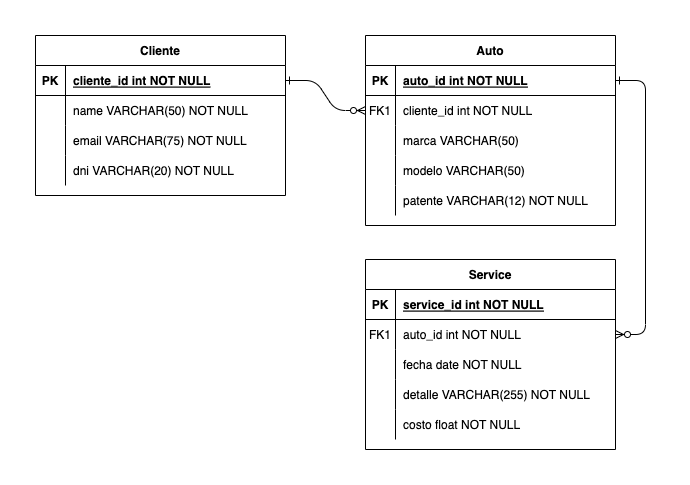 Cliente
PK cliente_id int NOT NULL
name VARCHAR(50) NOT NULL
email VARCHAR(75) NOT NULL
dni VARCHAR(20) NOT NULL
Auto
PK auto_id int NOT NULL
FK1 cliente_id int NOT NULL
marca VARCHAR(50)
modelo VARCHAR(50)
patente VARCHAR(12) NOT NULL
Service
PK service_id int NOT NULL
FK1 auto_id int NOT NULL
fecha date NOT NULL
detalle VARCHAR(255) NOT NULL
costo float NOT NULL